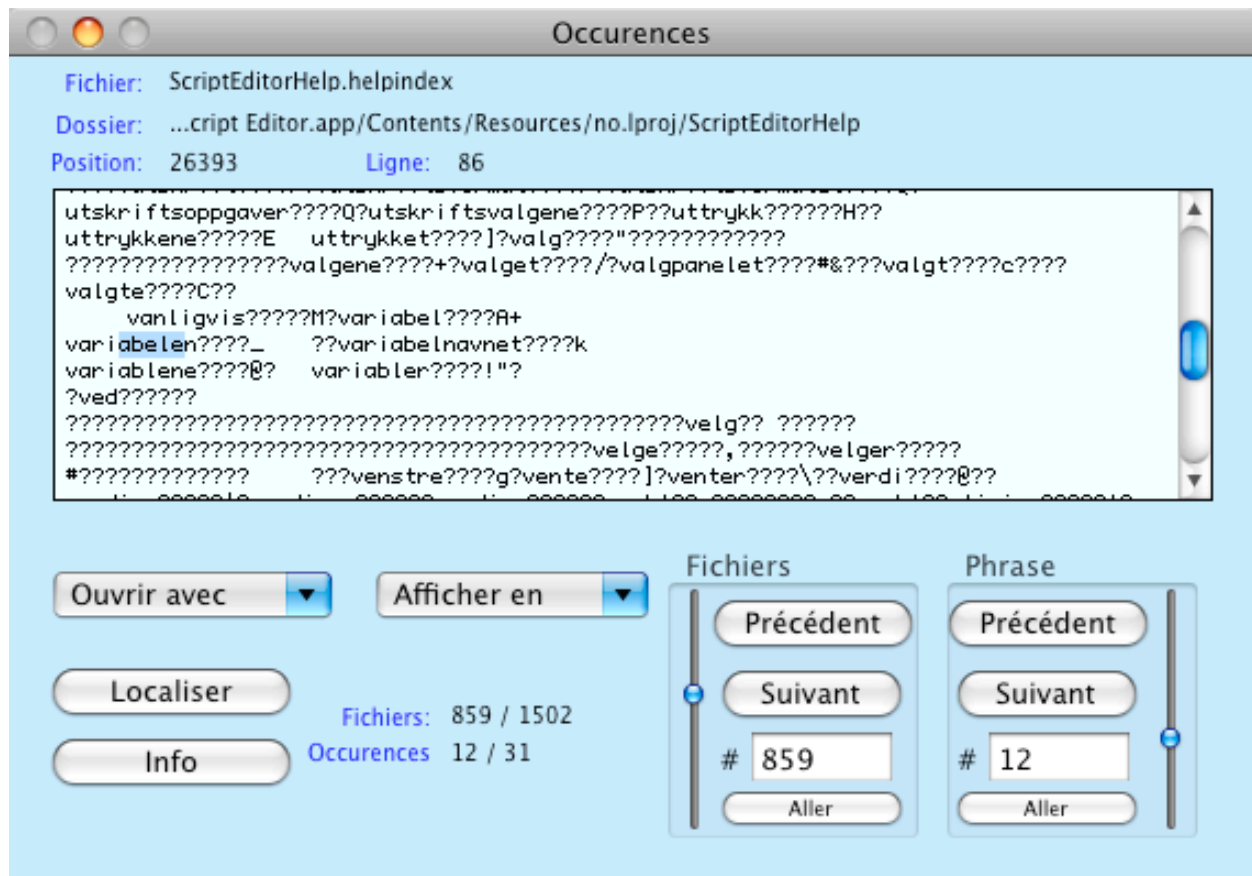 Occurences
Fichier: ScriptEditorHelp.helpindex
Dossier: ...cript Editor.app/Contents/Resources/no.lproj/ScriptEditorHelp
Position: 26393 Ligne: 86
utskriftsoppgaver????Q?utskriftsvalgene????P??uttrykk??????H??
uttrykkene?????E uttrykket????]?valg????"????????????
?????????????????valgene????+?valget????/?valgpanelet????#&???valgt????c????
valgte????C??
vanligvis?????M?variabel????A+
variabelen????_ ??variabelnavnet????k
variablene????@? variabler????!"?
?ved??????
???????????????????????????????????????????????velg?? ??????
????????????????????????????????????????velge?????,??????velger?????
#????????????? ???venstre????g?vente????]?venter????\??verdi????@??
Ouvrir avec
Afficher en
Fichiers
Phrase
Précédent
Précédent
Localiser
Suivant
Suivant
Fichiers: 859 / 1502
Info
Occurences 12 / 31
# 859
# 12
Aller
Aller